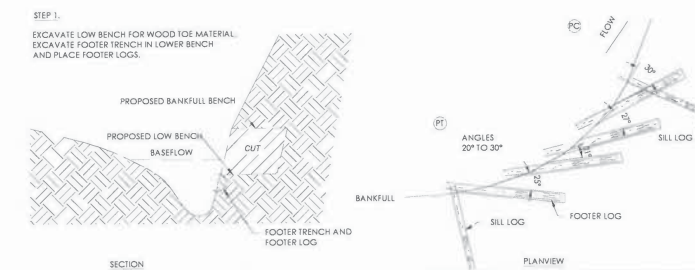 STEP 1.
EXCAVATE LOW BENCH FOR WOOD TOE MATERIAL.
EXCAVATE FOOTER TRENCH IN LOWER BENCH
AND PLACE FOOTER LOGS.
PROPOSED BANKFULL BENCH
PROPOSED LOW BENCH
BASEFLOW
CUT
FOOTER TRENCH AND
FOOTER LOG
SECTION
PC
FLOW
30°
27°
SILL LOG
PT
ANGLES
20° TO 30°
21°
25°
BANKFULL
SILL LOG
FOOTER LOG
PLANVIEW